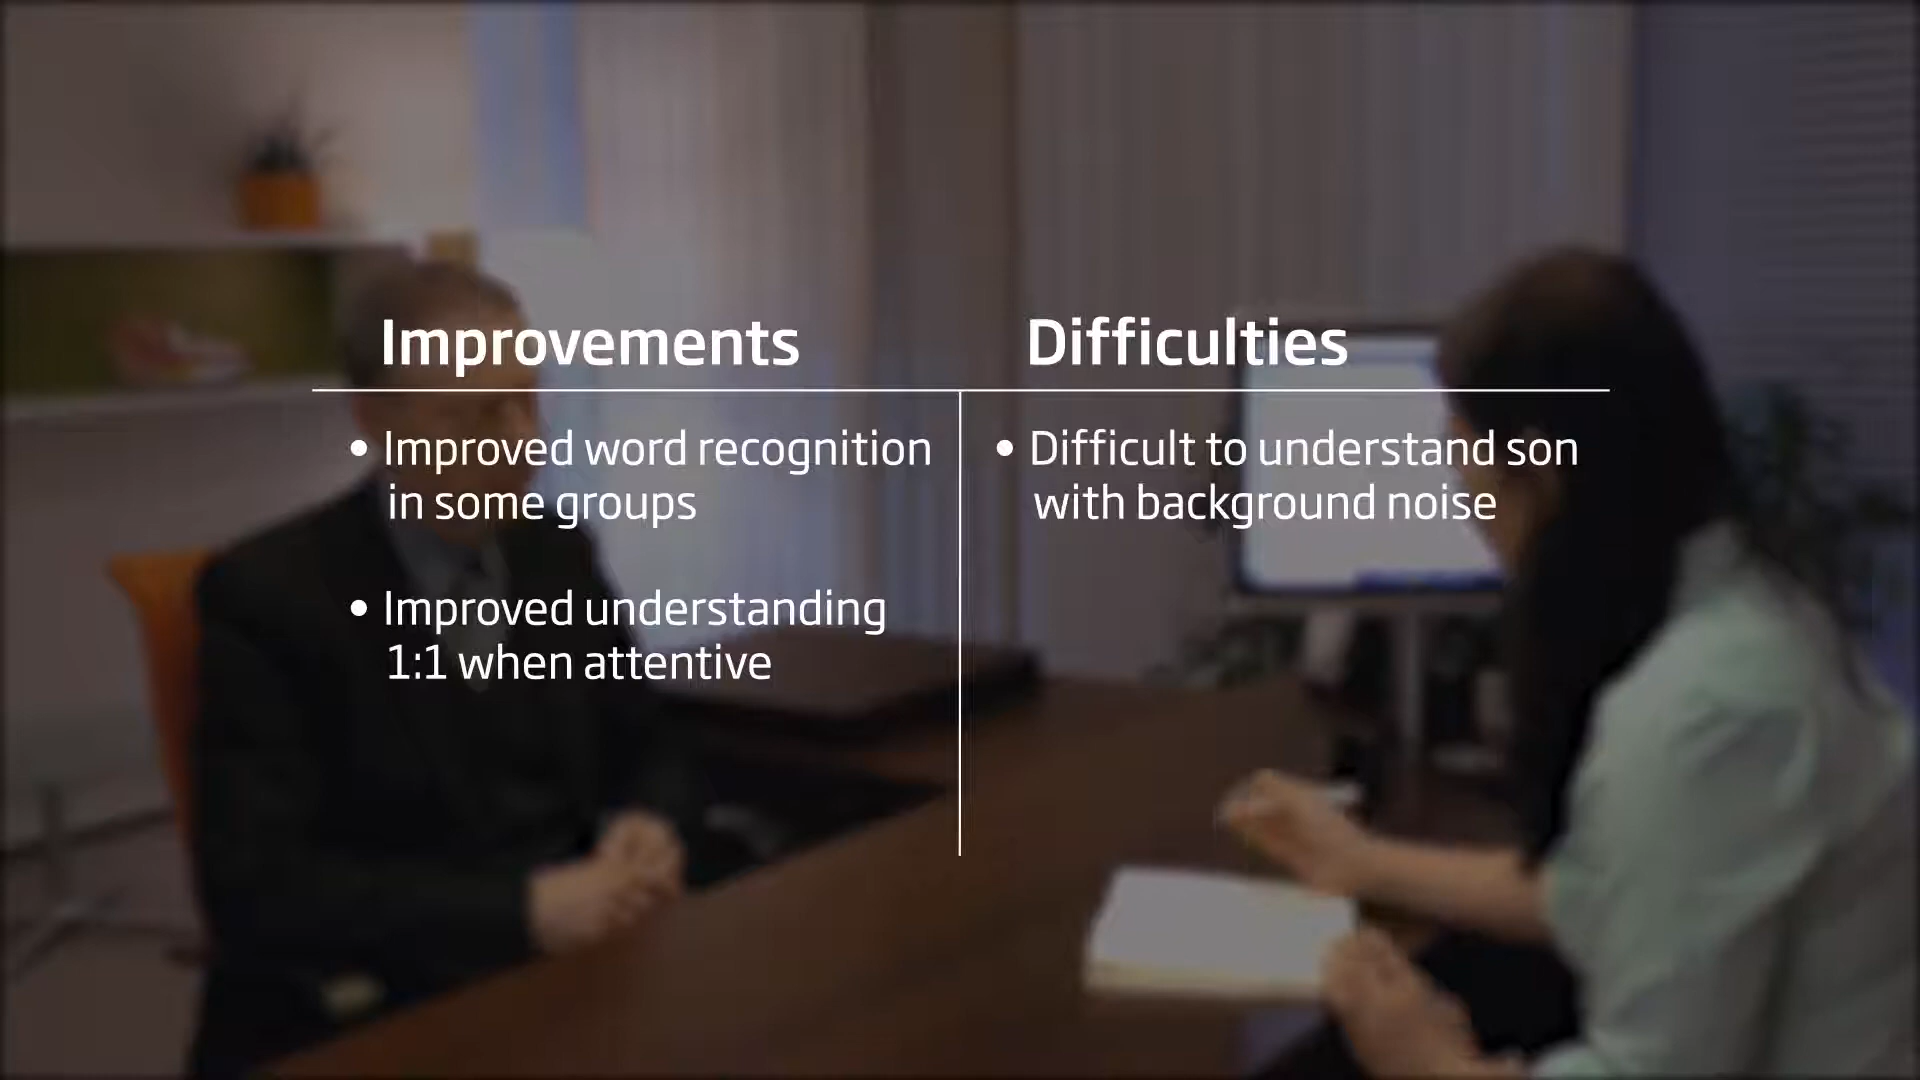 Improvements
Difficulties
• Improved word recognition
in some groups
• Improved understanding
1:1 when attentive
• Difficult to understand son
with background noise